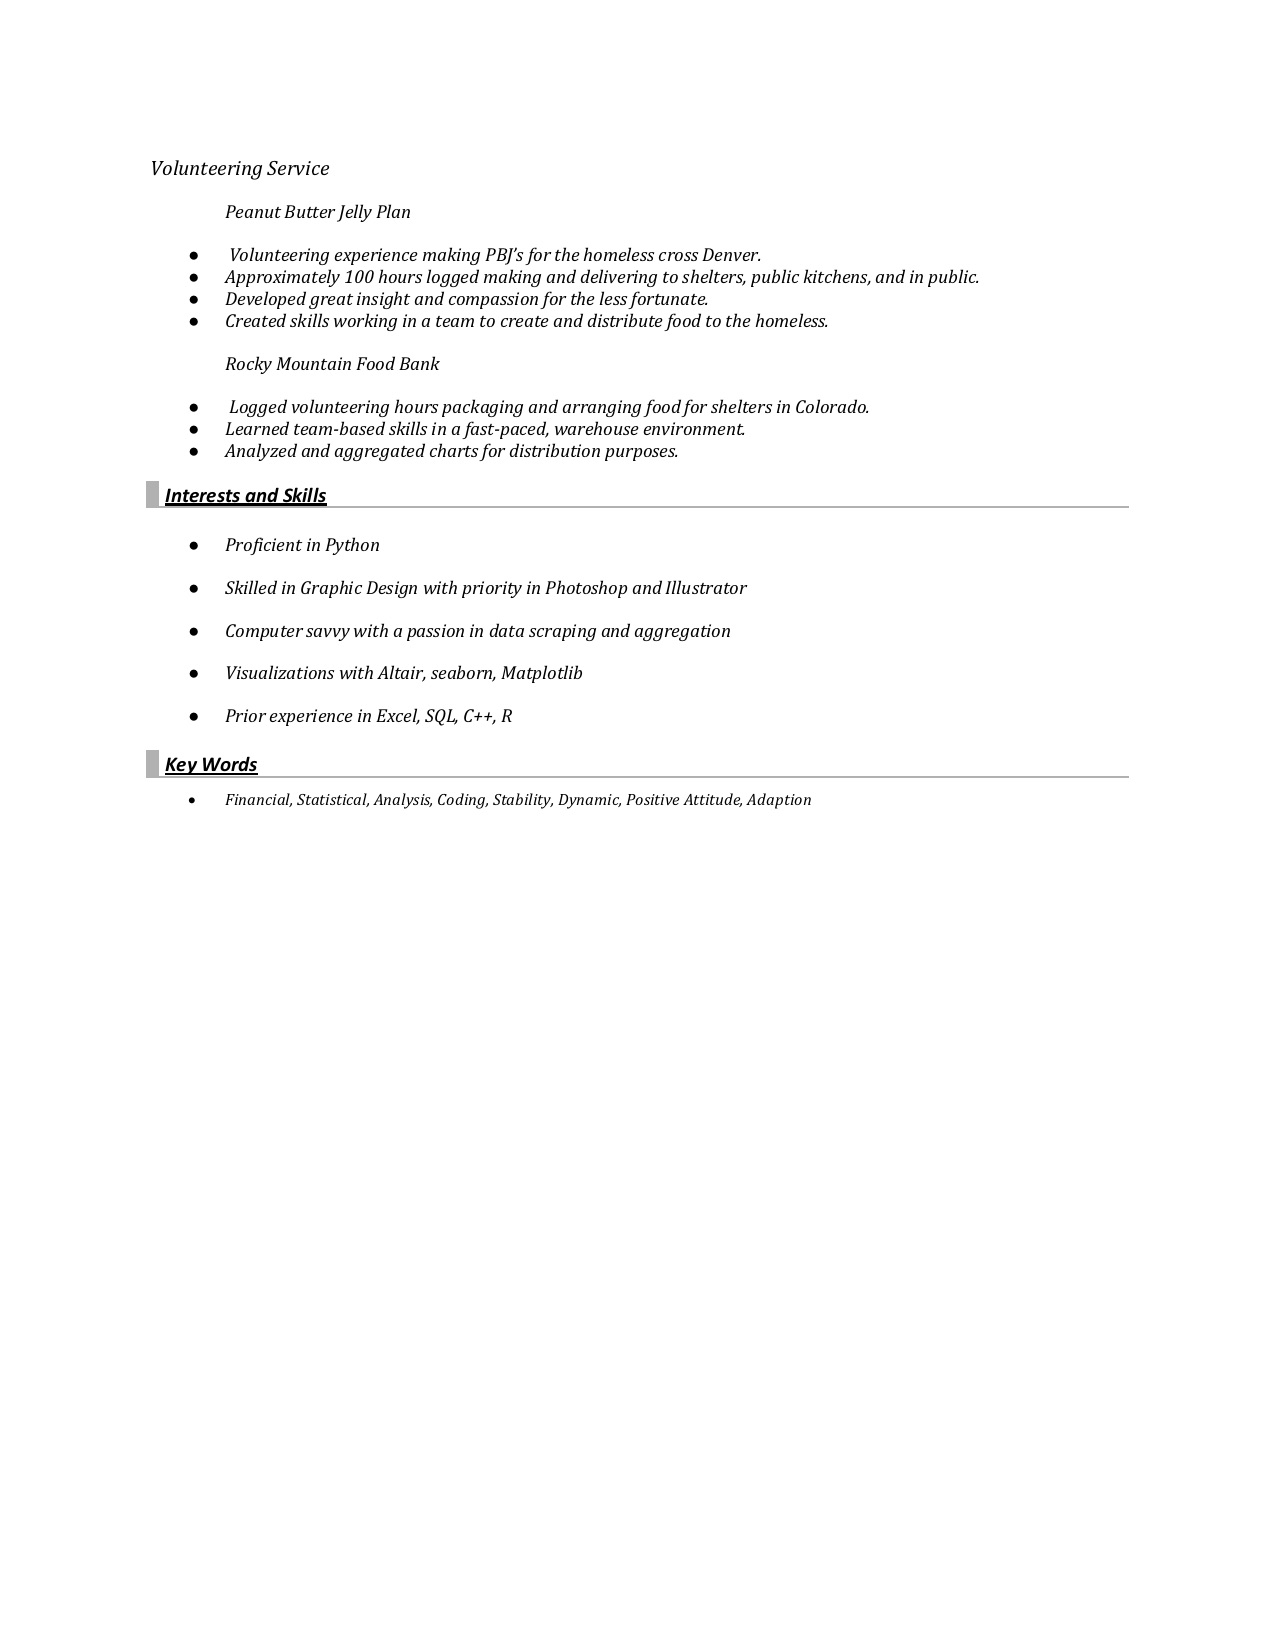 Volunteering Service
Peanut Butter Jelly Plan
● Volunteering experience making PBJ's for the homeless cross Denver.
● Approximately 100 hours logged making and delivering to shelters, public kitchens, and in public.
● Developed great insight and compassion for the less fortunate.
● Created skills working in a team to create and distribute food to the homeless.
Rocky Mountain Food Bank
● Logged volunteering hours packaging and arranging food for shelters in Colorado.
● Learned team-based skills in a fast-paced, warehouse environment.
● Analyzed and aggregated charts for distribution purposes.
Interests and Skills
● Proficient in Python
● Skilled in Graphic Design with priority in Photoshop and Illustrator
● Computer savvy with a passion in data scraping and aggregation
● Visualizations with Altair, seaborn, Matplotlib
● Prior experience in Excel, SQL, C++, R
Key Words
• Financial, Statistical, Analysis, Coding, Stability, Dynamic, Positive Attitude, Adaption